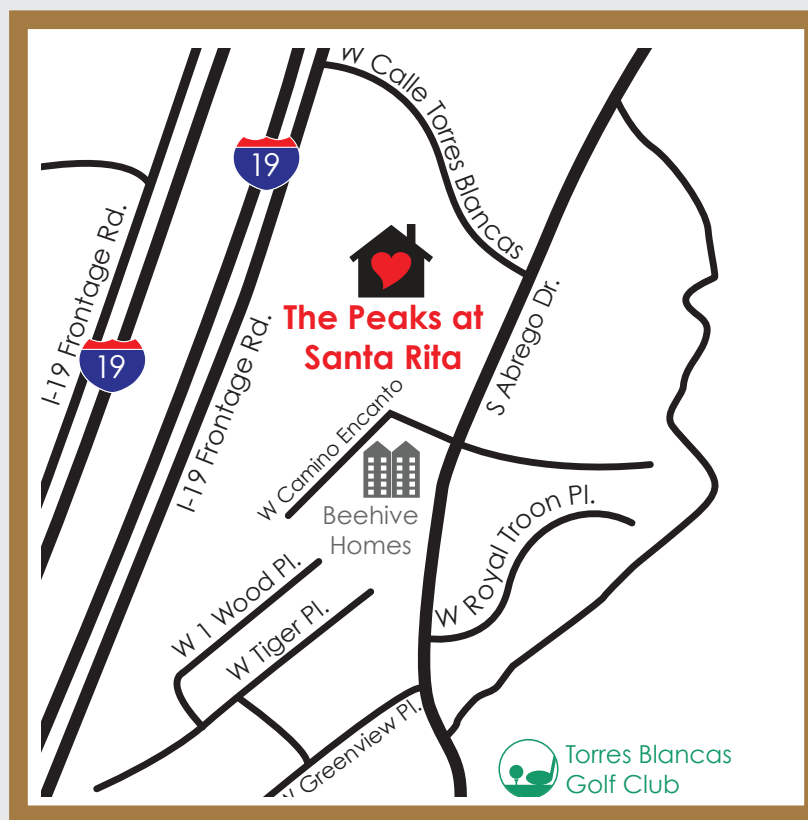 W Calle Torres Blancas
19
I-19 Frontage Rd.
The Peaks at
Santa Rita
S Abrego Dr.
19
I-19 Frontage Rd.
W Camino Encanto
Beehive
Homes
W Royal Troon Pl.
W 1 Wood Pl.
W Tiger Pl.
W Greenview Pl.
Torres Blancas
Golf Club